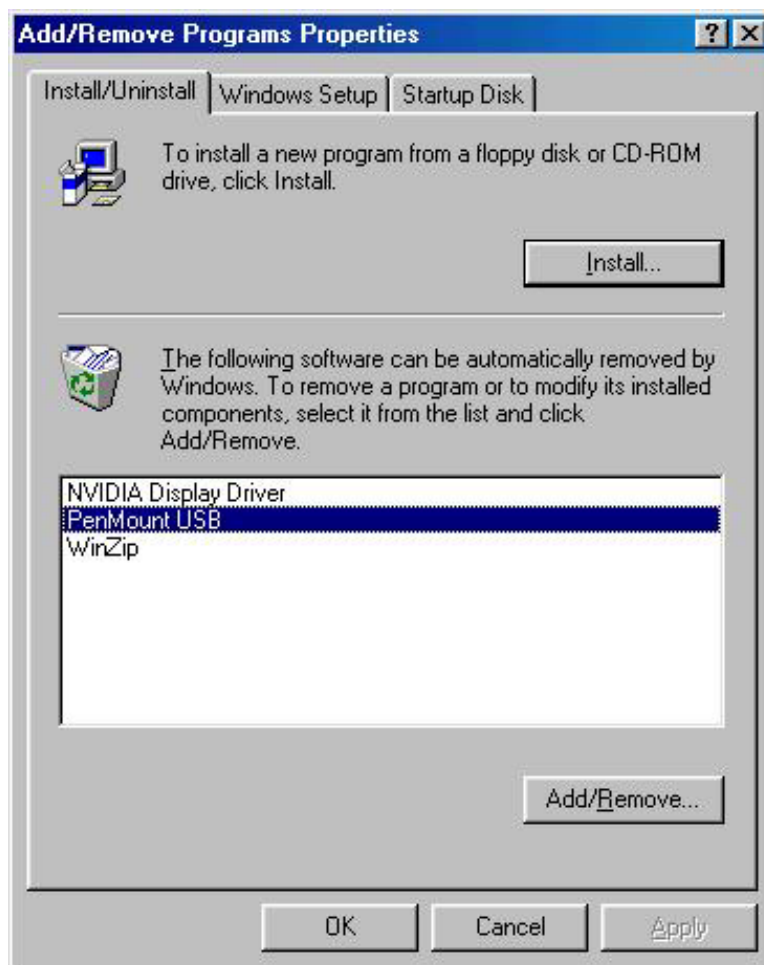 Add/Remove Programs Properties
Install/Uninstall
Windows Setup
Startup Disk
To install a new program from a floppy disk or CD-ROM
drive, click Install.
Install...
The following software can be automatically removed by
Windows. To remove a program or to modify its installed
components, select it from the list and click
Add/Remove.
NVIDIA Display Driver
PenMount USB
WinZip
Add/Remove...
OK
Cancel
Apply